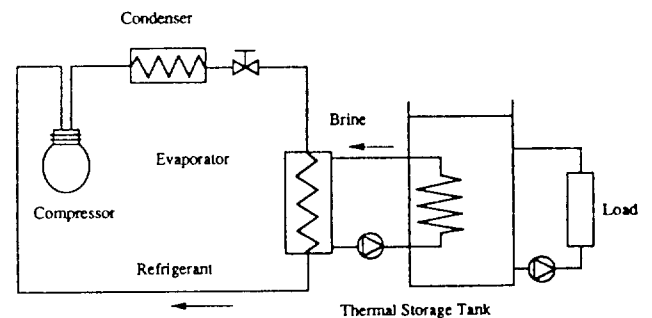 Condenser
Brine
Evaporator
Compressor
Load
Refrigerant
Thermal Storage Tank